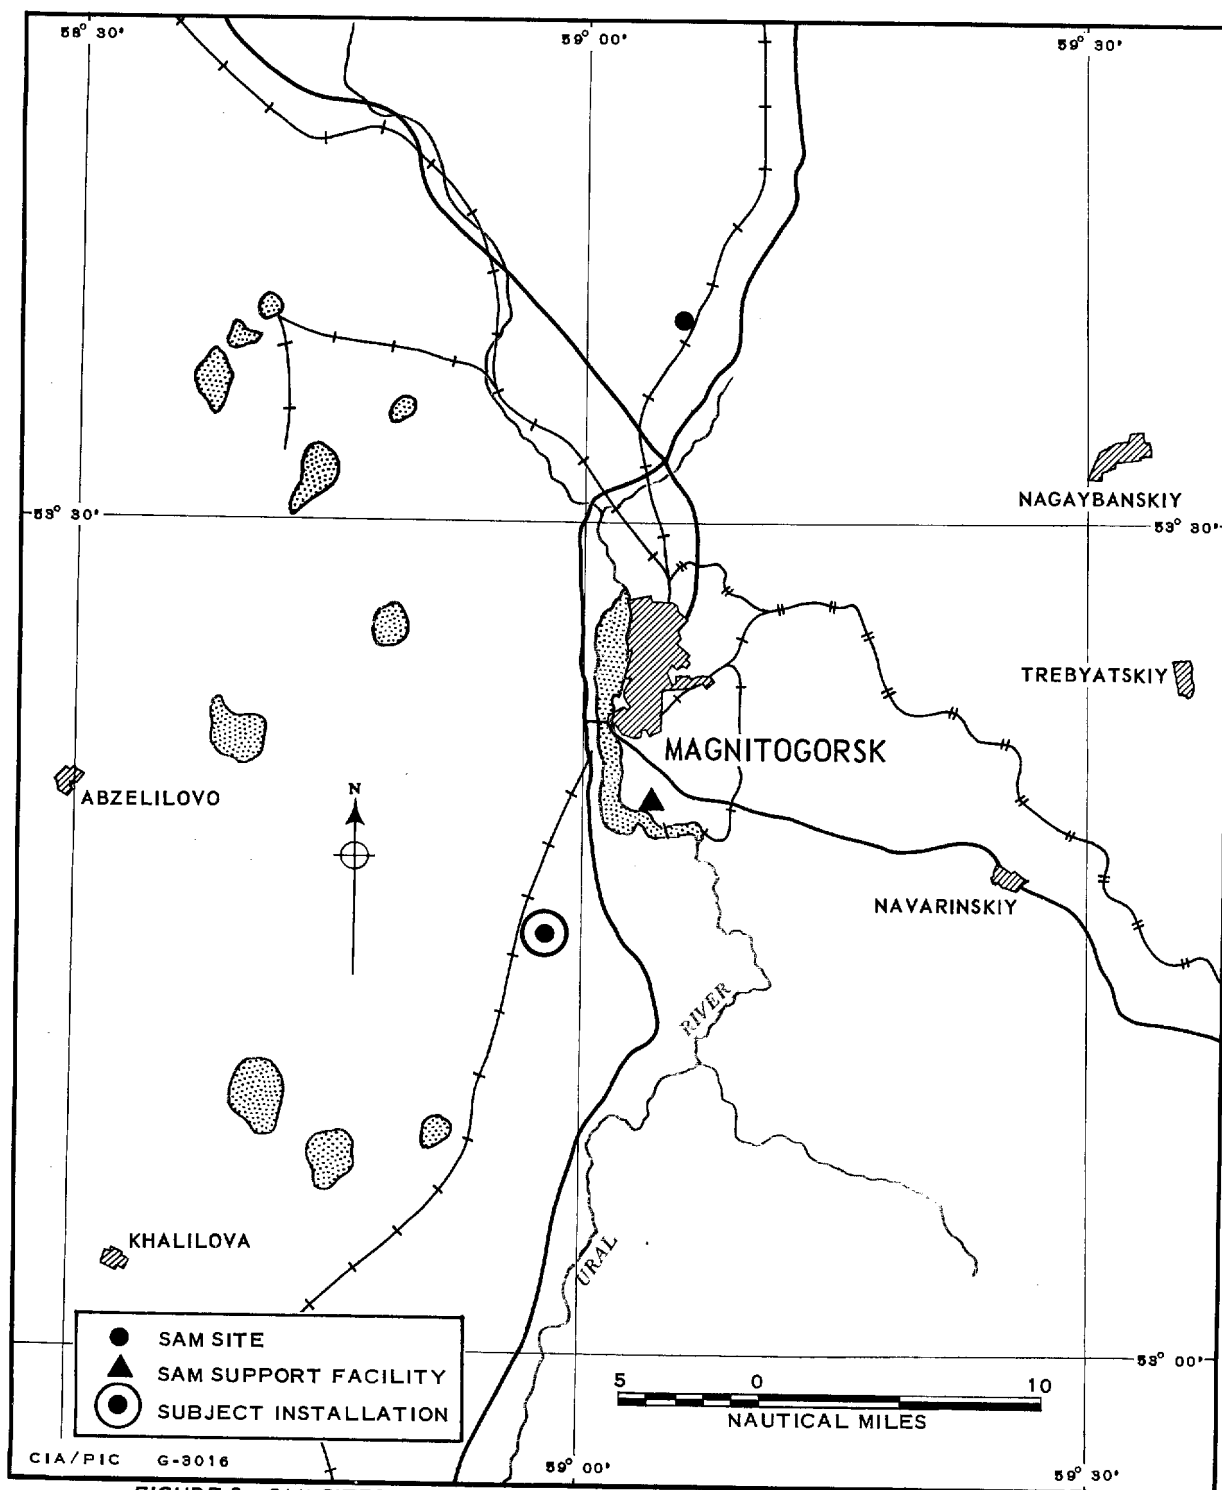 58° 30'
59° 00'
59° 30'
NAGAYBANSKIY
53° 30'
53° 30'
TREBYATSKIY
MAGNITOGORSK
ABZELILOVO
N
NAVARINSKIY
RIVER
URAL
KHALILOVA
SAM SITE
SAM SUPPORT FACILITY
SUBJECT INSTALLATION
53° 00'
5 0 10
NAUTICAL MILES
CIA/PIC G-3016
59° 00'
59° 30'